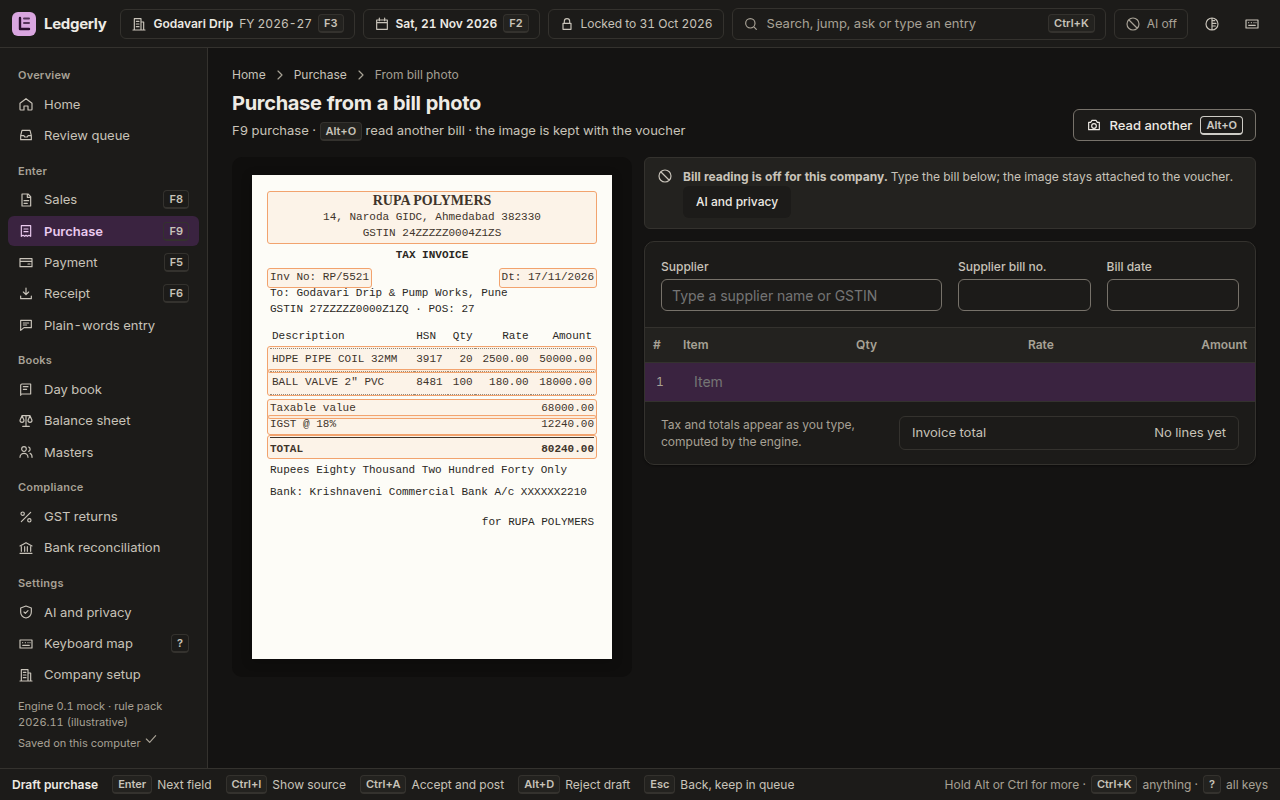 Ledgerly
Godavari Drip FY 2026-27 F3
Sat, 21 Nov 2026 F2
Locked to 31 Oct 2026
Search, jump, ask or type an entry Ctrl+K
AI off
Overview
Home
Review queue
Enter
Sales F8
Purchase F9
Payment F5
Receipt F6
Plain-words entry
Books
Day book
Balance sheet
Masters
Compliance
GST returns
Bank reconciliation
Settings
AI and privacy
Keyboard map ?
Company setup
Engine 0.1 mock · rule pack
2026.11 (illustrative)
Saved on this computer
Home > Purchase > From bill photo
Purchase from a bill photo
F9 purchase · Alt+O read another bill · the image is kept with the voucher
Read another Alt+O
RUPA POLYMERS
14, Naroda GIDC, Ahmedabad 382330
GSTIN 24ZZZZZ0004Z1ZS
TAX INVOICE
Inv No: RP/5521 Dt: 17/11/2026
To: Godavari Drip & Pump Works, Pune
GSTIN 27ZZZZZ0000Z1ZQ · POS: 27
Description HSN Qty Rate Amount
HDPE PIPE COIL 32MM 3917 20 2500.00 50000.00
BALL VALVE 2" PVC 8481 100 180.00 18000.00
Taxable value 68000.00
IGST @ 18% 12240.00
TOTAL 80240.00
Rupees Eighty Thousand Two Hundred Forty Only
Bank: Krishnaveni Commercial Bank A/c XXXXXX2210
for RUPA POLYMERS
Bill reading is off for this company. Type the bill below; the image stays attached to the voucher.
AI and privacy
Supplier Supplier bill no. Bill date
Type a supplier name or GSTIN
# Item Qty Rate Amount
1 Item
Tax and totals appear as you type,
computed by the engine.
Invoice total No lines yet
Draft purchase Enter Next field Ctrl+I Show source Ctrl+A Accept and post Alt+D Reject draft Esc Back, keep in queue
Hold Alt or Ctrl for more · Ctrl+K anything · ? all keys